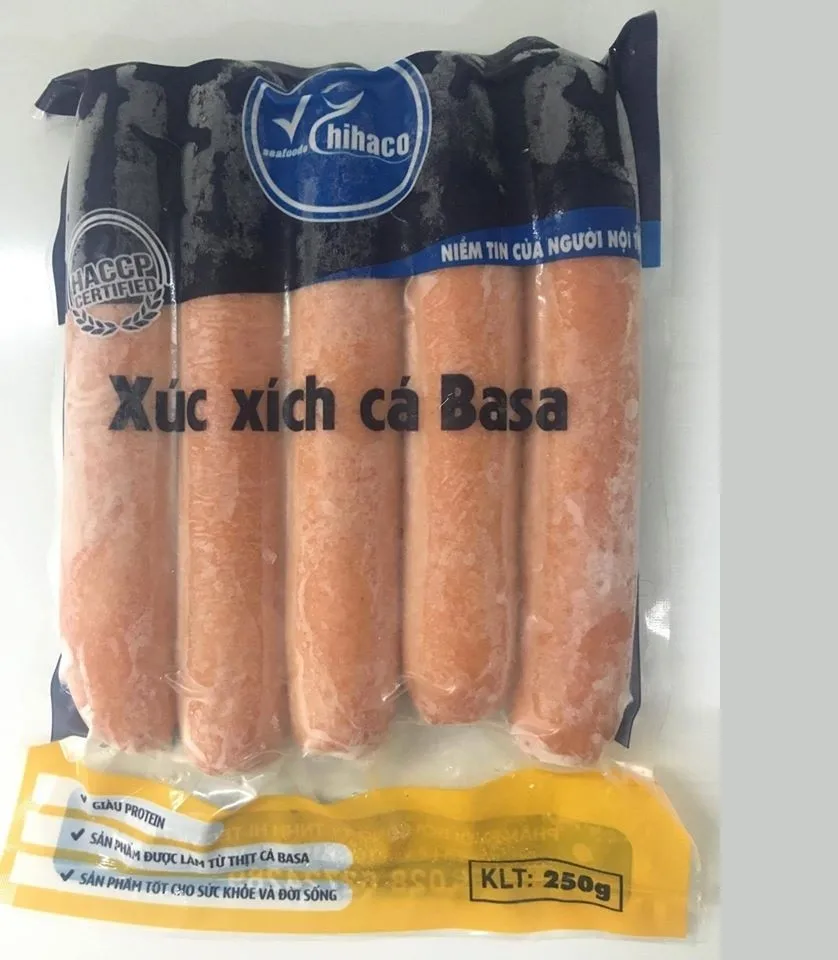 Chihaco
seafoods
NIỀM TIN CỦA NGƯỜI NỘI
HACCP
CERTIFIED
Xúc xích cá Basa
GIÀU PROTEIN
SẢN PHẨM ĐƯỢC LÀM TỪ THỊT CÁ BASA
SẢN PHẨM TỐT CHO SỨC KHỎE VÀ ĐỜI SỐNG
KLT: 250g